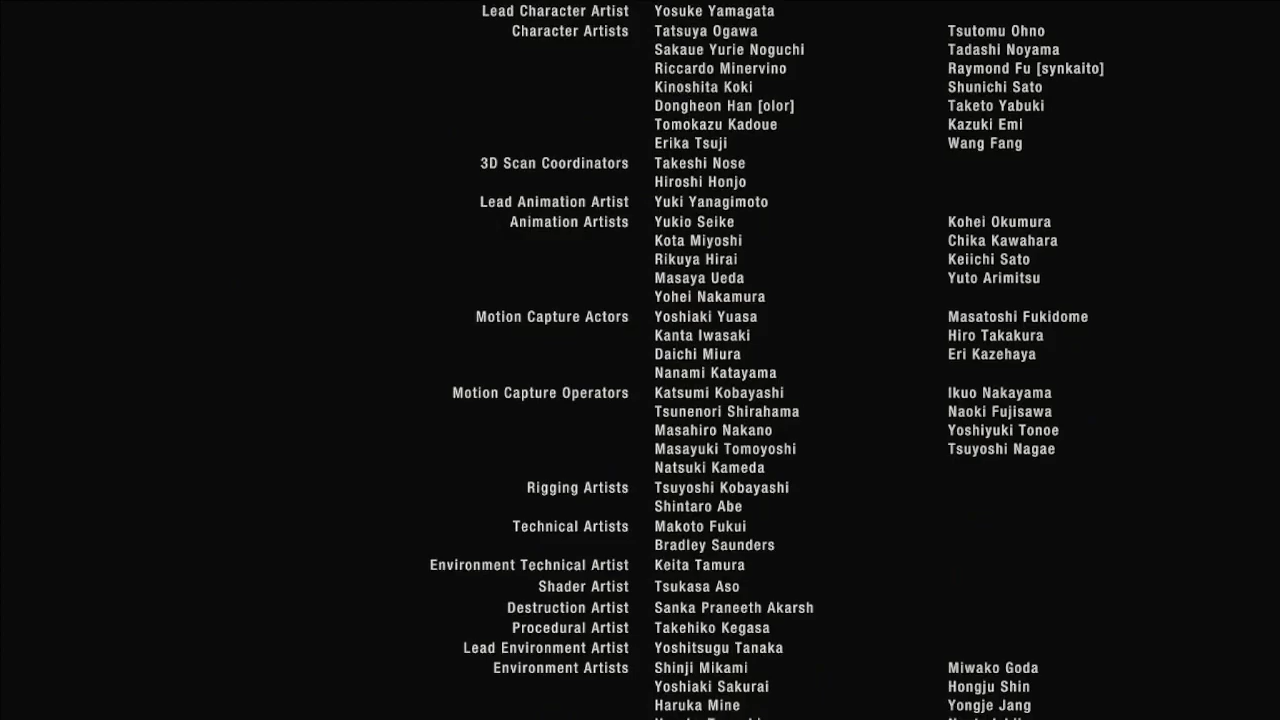 Lead Character Artist Yosuke Yamagata
Character Artists Tatsuya Ogawa Tsutomu Ohno
Sakaue Yurie Noguchi Tadashi Noyama
Riccardo Minervino Raymond Fu [synkaito]
Kinoshita Koki Shunichi Sato
Dongheon Han [olor] Taketo Yabuki
Tomokazu Kadoue Kazuki Emi
Erika Tsuji Wang Fang
3D Scan Coordinators Takeshi Nose
Hiroshi Honjo
Lead Animation Artist Yuki Yanagimoto
Animation Artists Yukio Seike Kohei Okumura
Kota Miyoshi Chika Kawahara
Rikuya Hirai Keiichi Sato
Masaya Ueda Yuto Arimitsu
Yohei Nakamura
Motion Capture Actors Yoshiaki Yuasa Masatoshi Fukidome
Kanta Iwasaki Hiro Takakura
Daichi Miura Eri Kazehaya
Nanami Katayama
Motion Capture Operators Katsumi Kobayashi Ikuo Nakayama
Tsunenori Shirahama Naoki Fujisawa
Masahiro Nakano Yoshiyuki Tonoe
Masayuki Tomoyoshi Tsuyoshi Nagae
Natsuki Kameda
Rigging Artists Tsuyoshi Kobayashi
Shintaro Abe
Technical Artists Makoto Fukui
Bradley Saunders
Environment Technical Artist Keita Tamura
Shader Artist Tsukasa Aso
Destruction Artist Sanka Praneeth Akarsh
Procedural Artist Takehiko Kegasa
Lead Environment Artist Yoshitsugu Tanaka
Environment Artists Shinji Mikami Miwako Goda
Yoshiaki Sakurai Hongju Shin
Haruka Mine Yongje Jang